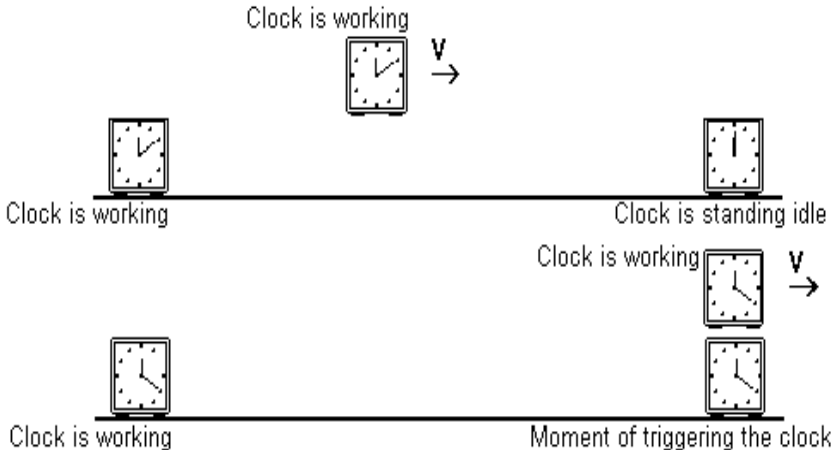 Clock is working
V
Clock is working
Clock is standing idle
Clock is working
V
Clock is working
Moment of triggering the clock